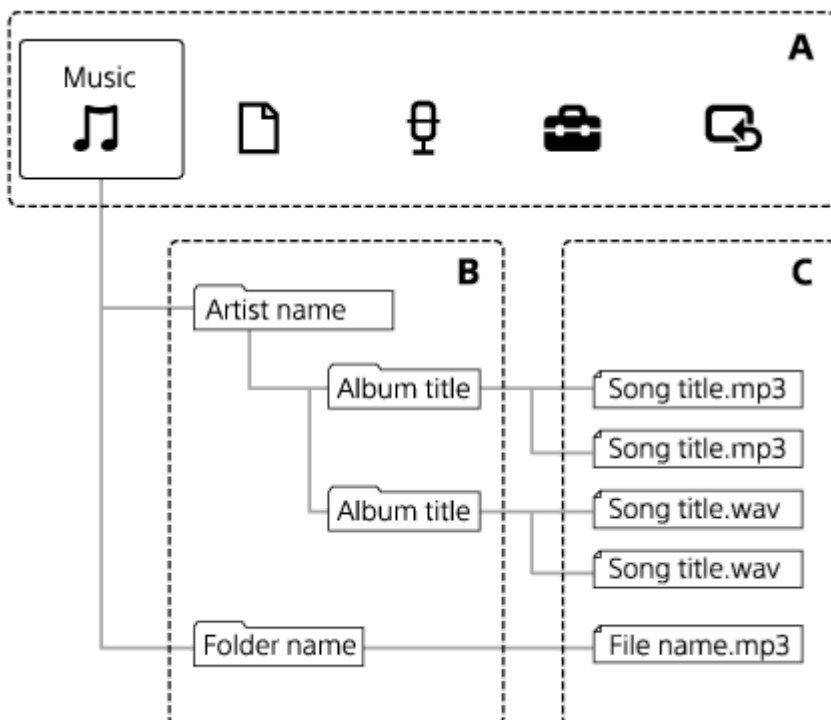 A
Music
B
C
Artist name
Album title
Song title.mp3
Song title.mp3
Album title
Song title.wav
Song title.wav
Folder name
File name.mp3